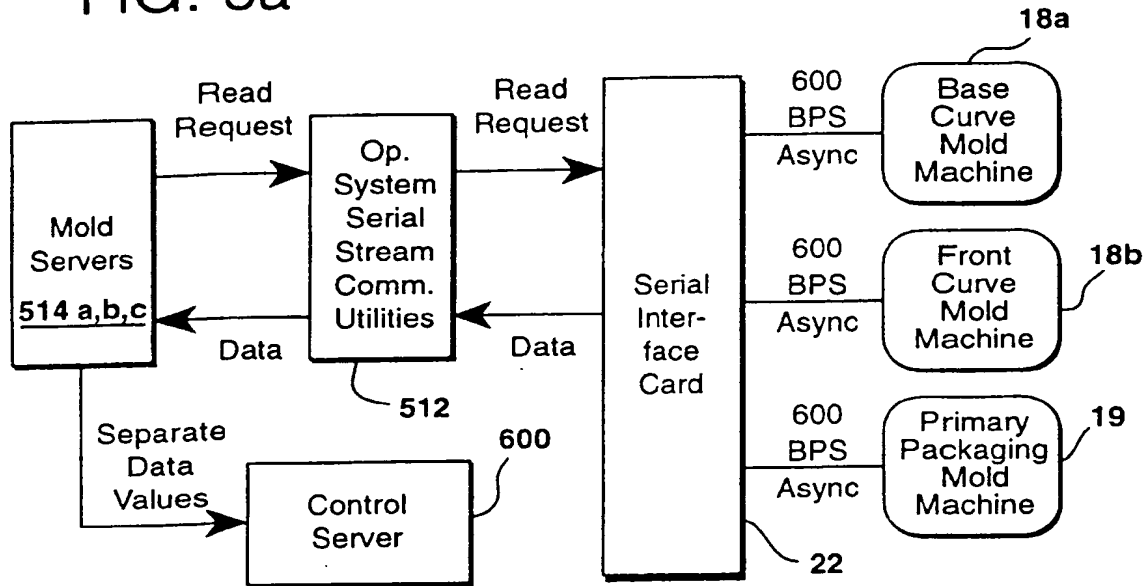 FIG. 5a
18a
Read
Request
Read
Request
600
BPS
Async
Base
Curve
Mold
Machine
Mold
Servers
514 a,b,c
Op.
System
Serial
Stream
Comm.
Utilities
Serial
Inter-
face
Card
600
BPS
Async
Front
Curve
Mold
Machine
18b
Data
Data
512
600
BPS
Async
Primary
Packaging
Mold
Machine
19
Separate
Data
Values
Control
Server
600
22